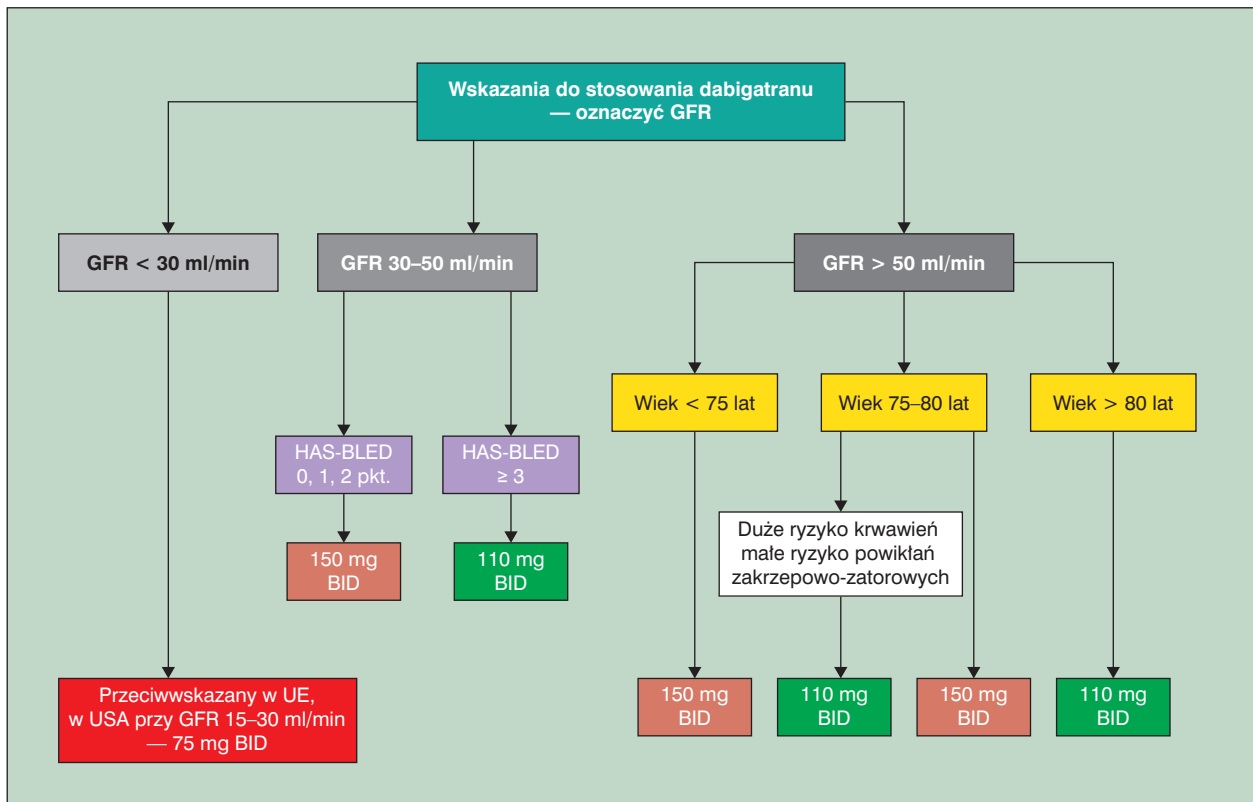 Wskazania do stosowania dabigatranu
— oznaczyć GFR
GFR < 30 ml/min
GFR 30–50 ml/min
GFR > 50 ml/min
Wiek < 75 lat
Wiek 75–80 lat
Wiek > 80 lat
HAS-BLED
0, 1, 2 pkt.
HAS-BLED
≥ 3
Duże ryzyko krwawień
małe ryzyko powikłań
zakrzepowo-zatorowych
150 mg
BID
110 mg
BID
Przeciwwskazany w UE,
w USA przy GFR 15–30 ml/min
— 75 mg BID
150 mg
BID
110 mg
BID
150 mg
BID
110 mg
BID